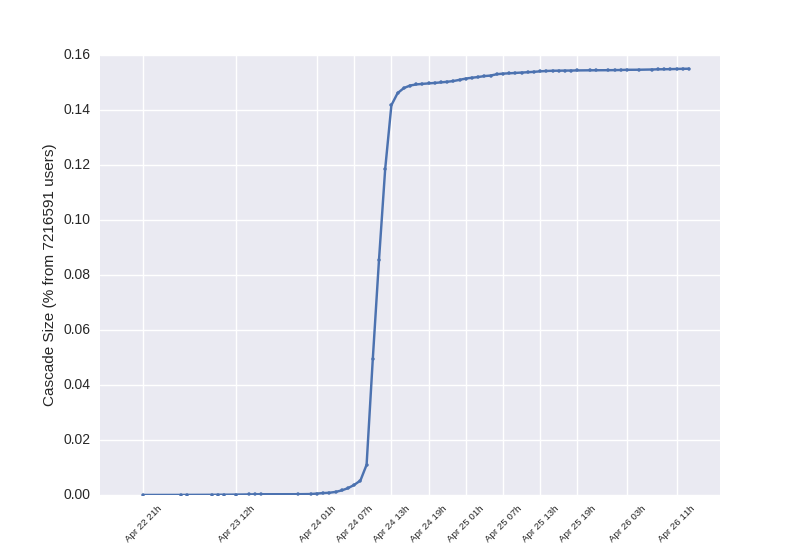 0.16
0.14
0.12
0.10
0.08
0.06
0.04
0.02
0.00
Cascade Size (% from 7216591 users)
Apr 22 21h
Apr 23 12h
Apr 24 01h
Apr 24 07h
Apr 24 13h
Apr 24 19h
Apr 25 01h
Apr 25 07h
Apr 25 13h
Apr 25 19h
Apr 26 03h
Apr 26 11h